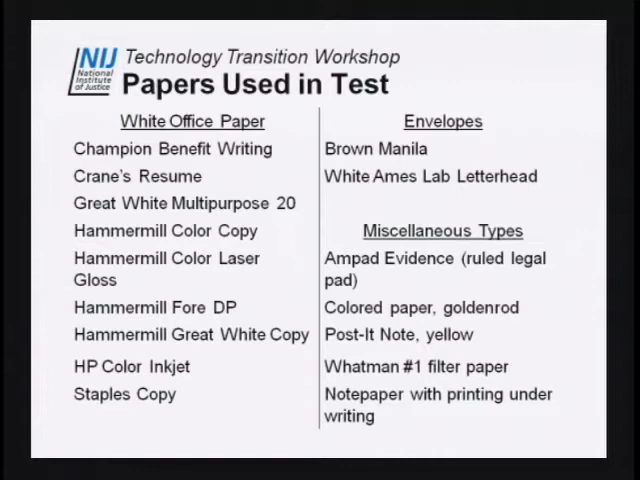 NIJ
National
Institute
of Justice
Technology Transition Workshop
Papers Used in Test
White Office Paper
Champion Benefit Writing
Crane's Resume
Great White Multipurpose 20
Hammermill Color Copy
Hammermill Color Laser
Gloss
Hammermill Fore DP
Hammermill Great White Copy
HP Color Inkjet
Staples Copy
Envelopes
Brown Manila
White Ames Lab Letterhead
Miscellaneous Types
Ampad Evidence (ruled legal
pad)
Colored paper, goldenrod
Post-It Note, yellow
Whatman #1 filter paper
Notepaper with printing under
writing